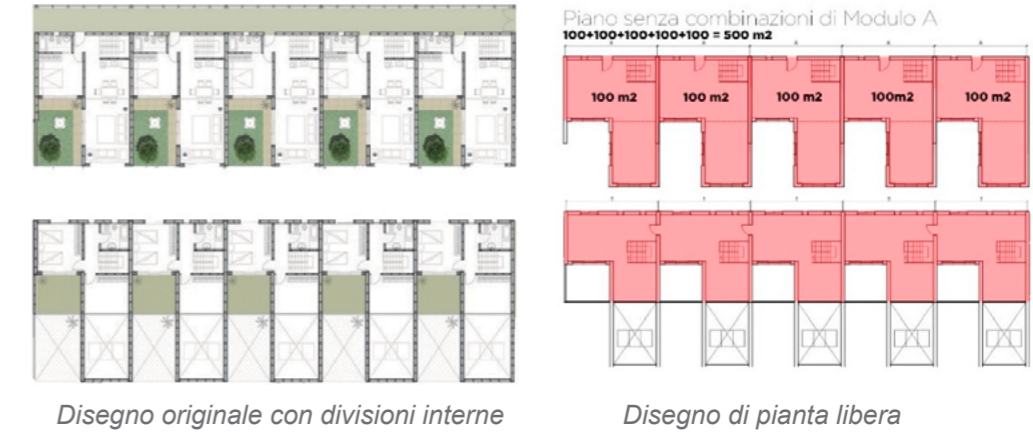 Piano senza combinazioni di Modulo A
100+100+100+100+100 = 500 m2
100 m2
100 m2
100 m2
100m2
100 m2
Disegno originale con divisioni interne
Disegno di pianta libera